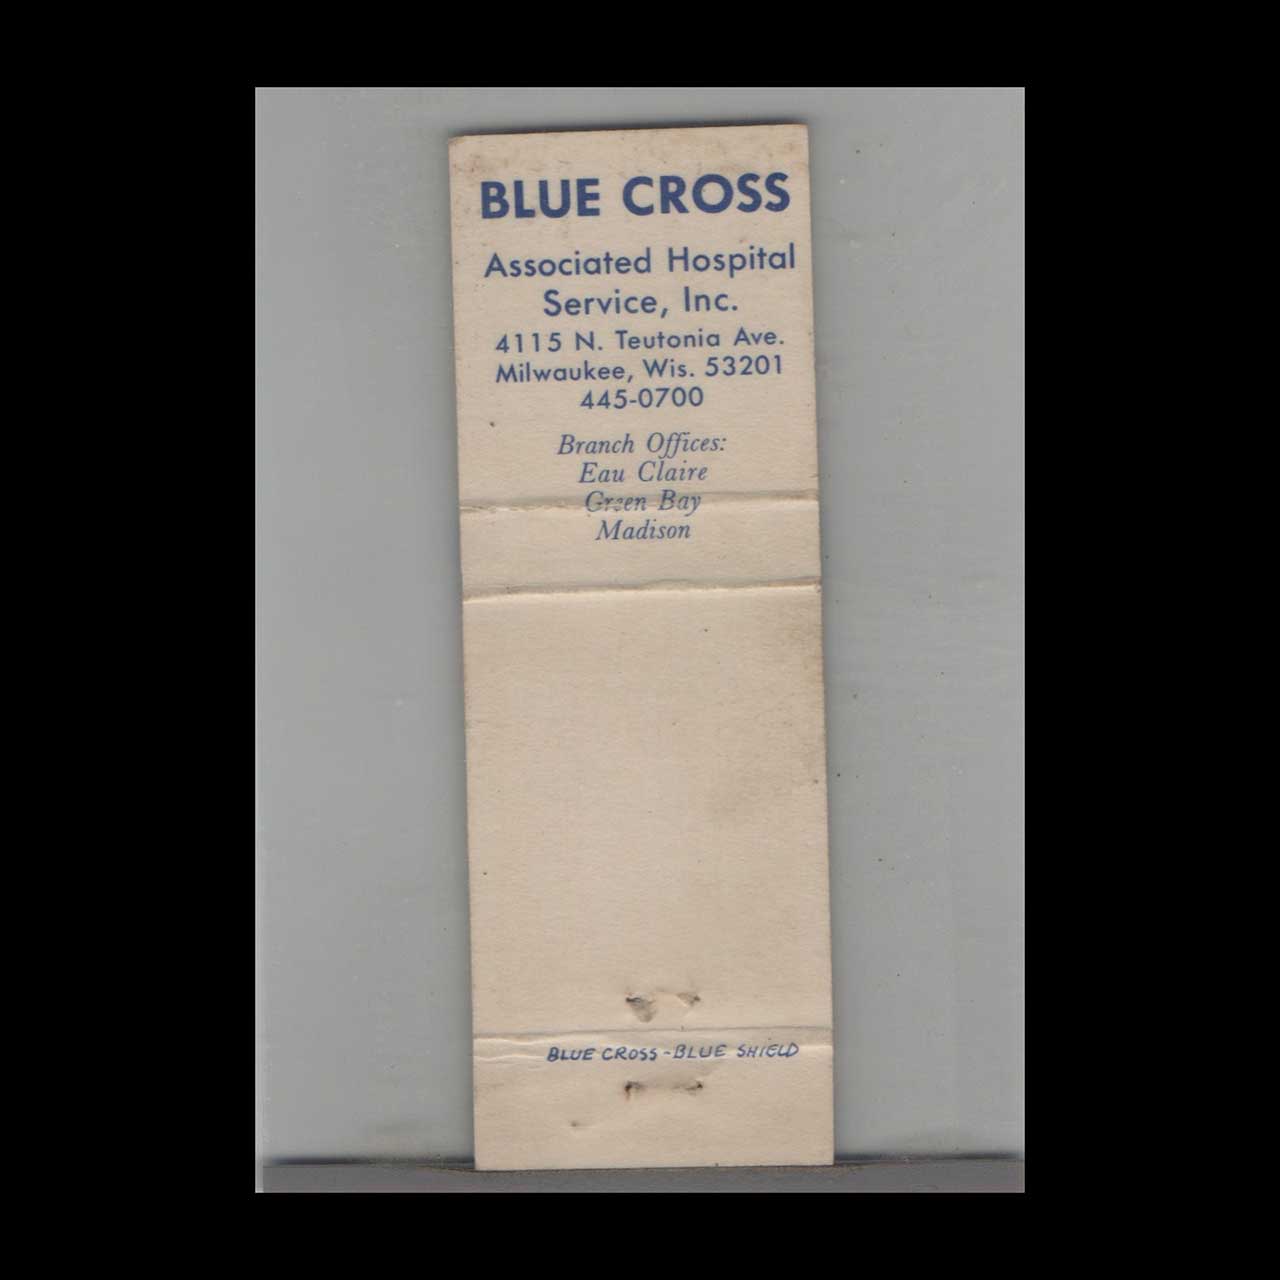 BLUE CROSS
Associated Hospital
Service, Inc.
4115 N. Teutonia Ave.
Milwaukee, Wis. 53201
445-0700
Branch Offices:
Eau Claire
Green Bay
Madison
BLUE CROSS-BLUE SHIELD